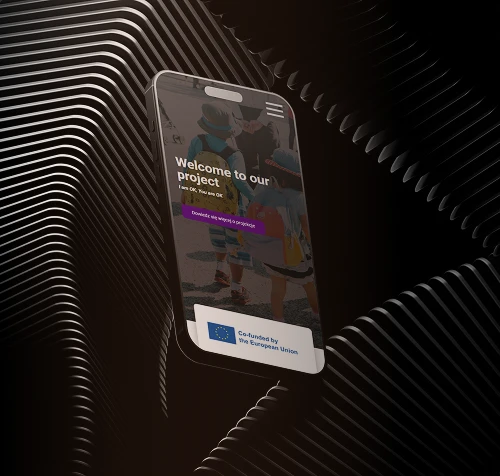 Welcome to our
project
I am OK, You are OK
Dowiedz się więcej o projekcie
Co-funded by
the European Union